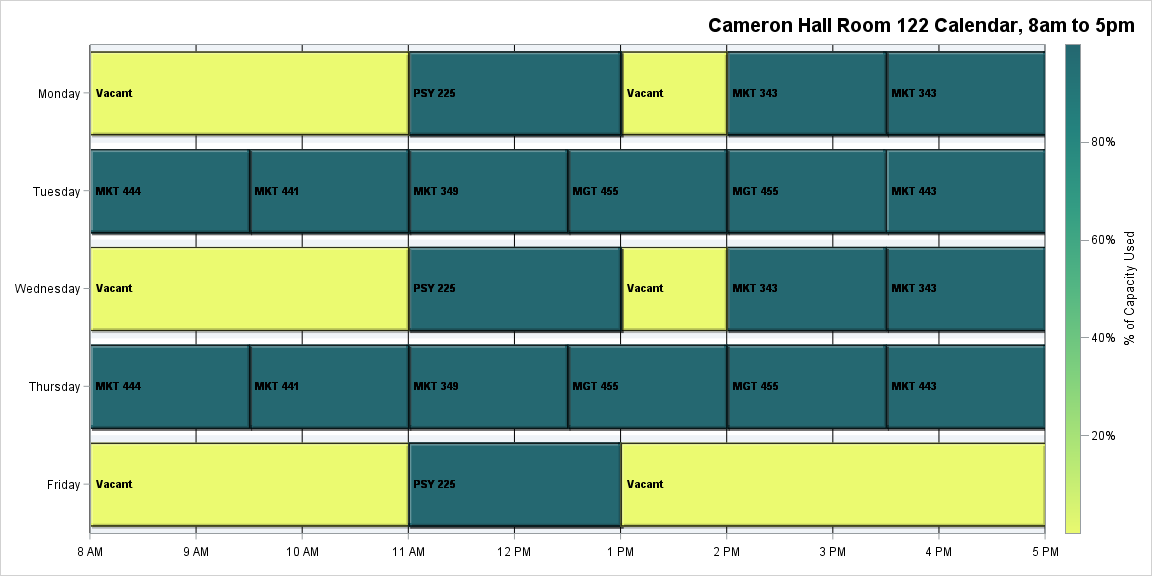 Cameron Hall Room 122 Calendar, 8am to 5pm
Monday Vacant PSY 225 Vacant MKT 343 MKT 343
80%
Tuesday MKT 444 MKT 441 MKT 349 MGT 455 MGT 455 MKT 443
60%
% of Capacity Used
Wednesday Vacant PSY 225 Vacant MKT 343 MKT 343
40%
Thursday MKT 444 MKT 441 MKT 349 MGT 455 MGT 455 MKT 443
20%
Friday Vacant PSY 225 Vacant
8 AM 9 AM 10 AM 11 AM 12 PM 1 PM 2 PM 3 PM 4 PM 5 PM